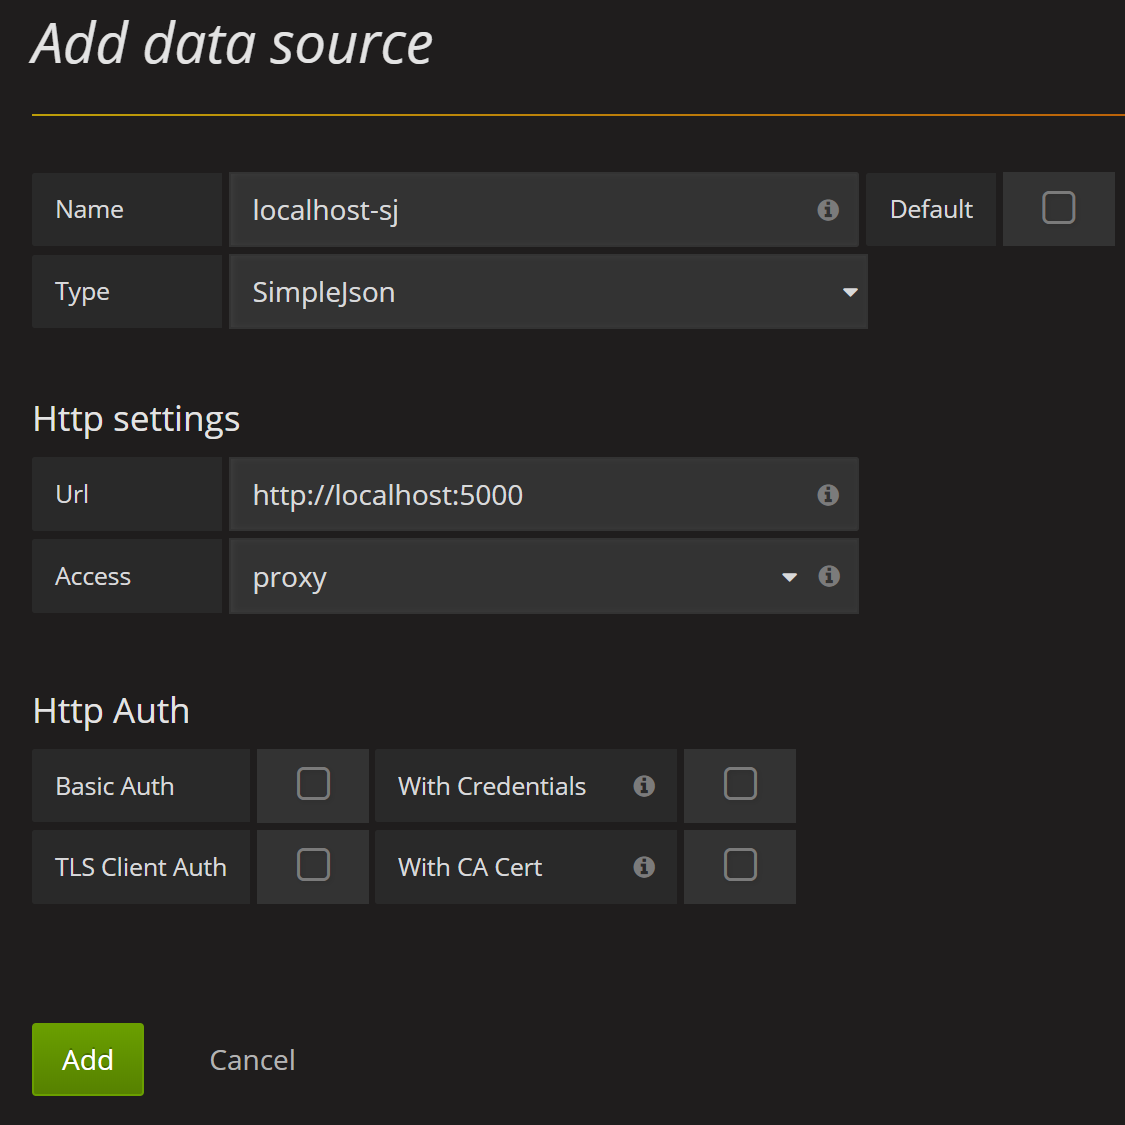 Add data source
Name localhost-sj Default
Type SimpleJson
Http settings
Url http://localhost:5000
Access proxy
Http Auth
Basic Auth With Credentials
TLS Client Auth With CA Cert
Add Cancel